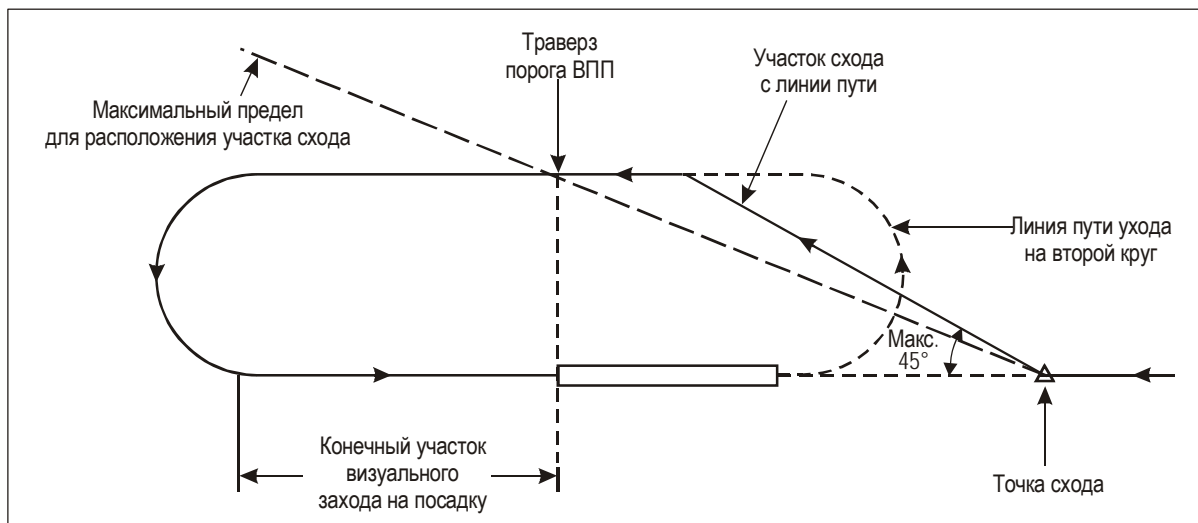 Траверз
порога ВПП
Участок схода
с линии пути
Максимальный предел
для расположения участка схода
Линия пути ухода
на второй круг
Макс.
45°
Конечный участок
визуального
захода на посадку
Точка схода